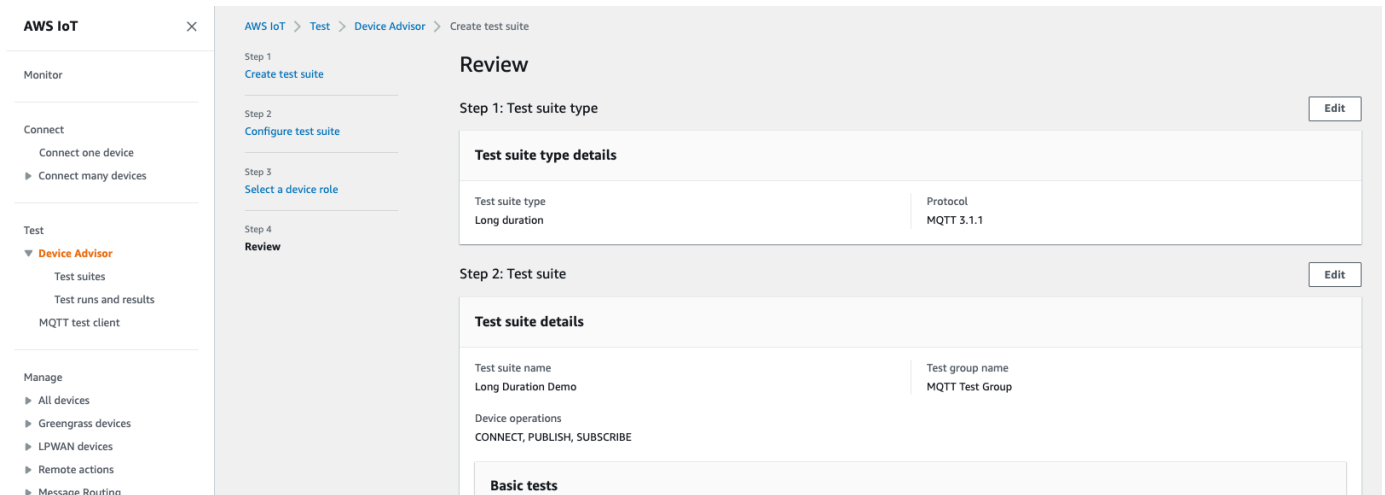 AWS IoT
Monitor
Connect
Connect one device
Connect many devices
Test
Device Advisor
Test suites
Test runs and results
MQTT test client
Manage
All devices
Greengrass devices
LPWAN devices
Remote actions
Message Routing
AWS IoT > Test > Device Advisor > Create test suite
Step 1
Create test suite
Step 2
Configure test suite
Step 3
Select a device role
Step 4
Review
Review
Step 1: Test suite type
Edit
Test suite type details
Test suite type
Long duration
Protocol
MQTT 3.1.1
Step 2: Test suite
Edit
Test suite details
Test suite name
Long Duration Demo
Test group name
MQTT Test Group
Device operations
CONNECT, PUBLISH, SUBSCRIBE
Basic tests